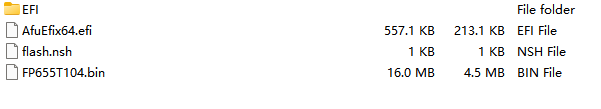 EFI File folder
AfuEfix64.efi 557.1 KB 213.1 KB EFI File
flash.nsh 1 KB 1 KB NSH File
FP655T104.bin 16.0 MB 4.5 MB BIN File